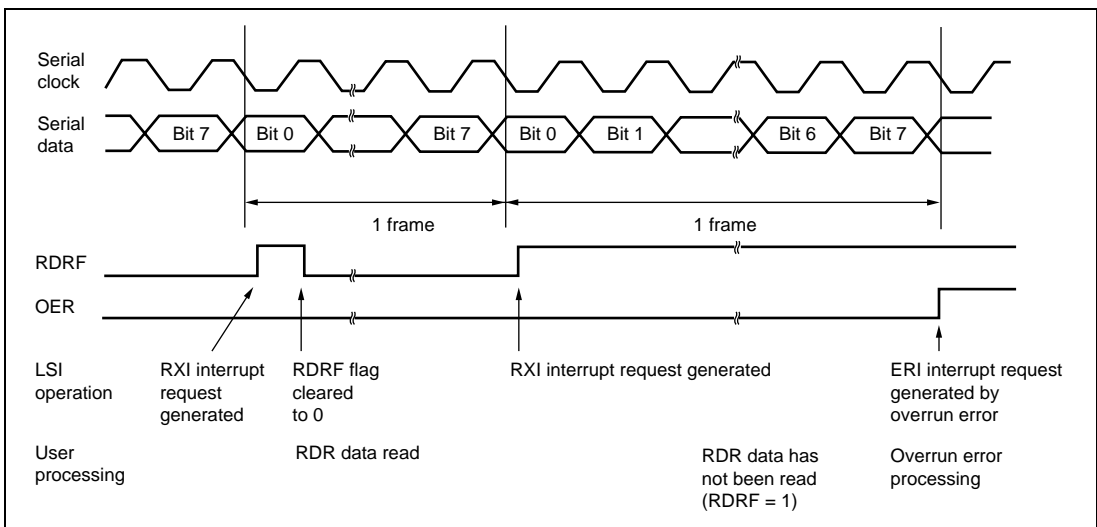 Serial
clock
Serial
data
Bit 7
Bit 0
Bit 7
Bit 0
Bit 1
Bit 6
Bit 7
1 frame
1 frame
RDRF
OER
LSI
operation
RXI interrupt
request
generated
RDRF flag
cleared
to 0
RXI interrupt request generated
ERI interrupt request
generated by
overrun error
User
processing
RDR data read
RDR data has
not been read
(RDRF = 1)
Overrun error
processing